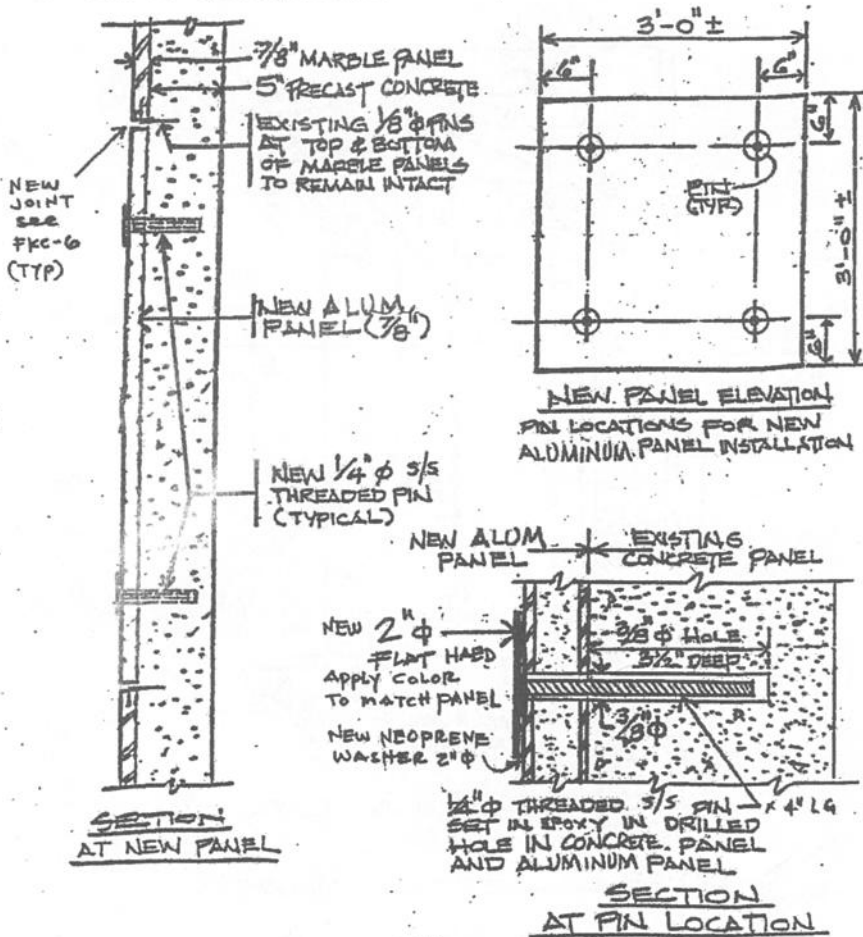 7/8" MARBLE PANEL
5" PRECAST CONCRETE
EXISTING 1/8" φ PINS
AT TOP & BOTTOM
OF MARBLE PANELS
TO REMAIN INTACT
NEW
JOINT
see
FKC-6
(TYP)
NEW ALUM
PANEL (7/8")
NEW 1/4" φ S/S
THREADED PIN
(TYPICAL)
SECTION
AT NEW PANEL
3'-0" ±
6"
6"
6"
PIN
(TYP)
3'-0" ±
6"
NEW PANEL ELEVATION
PIN LOCATIONS FOR NEW
ALUMINUM PANEL INSTALLATION
NEW ALUM
PANEL
EXISTING
CONCRETE PANEL
NEW 2" φ
FLAT HAED
APPLY COLOR
TO MATCH PANEL
NEW NEOPRENE
WASHER 2" φ
3/8" φ HOLE
3 1/2" DEEP
3/8" φ
1/4" φ THREADED S/S PIN x 4" LG
SET IN EPOXY IN DRILLED
HOLE IN CONCRETE PANEL
AND ALUMINUM PANEL
SECTION
AT PIN LOCATION